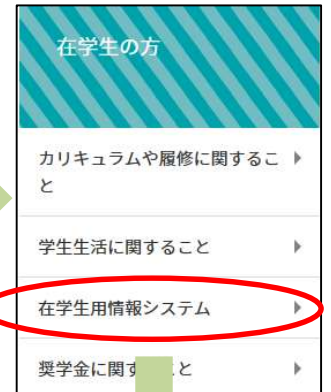 在学生の方
カリキュラムや履修に関するこ
と
学生生活に関すること
在学生用情報システム
奨学金に関す と